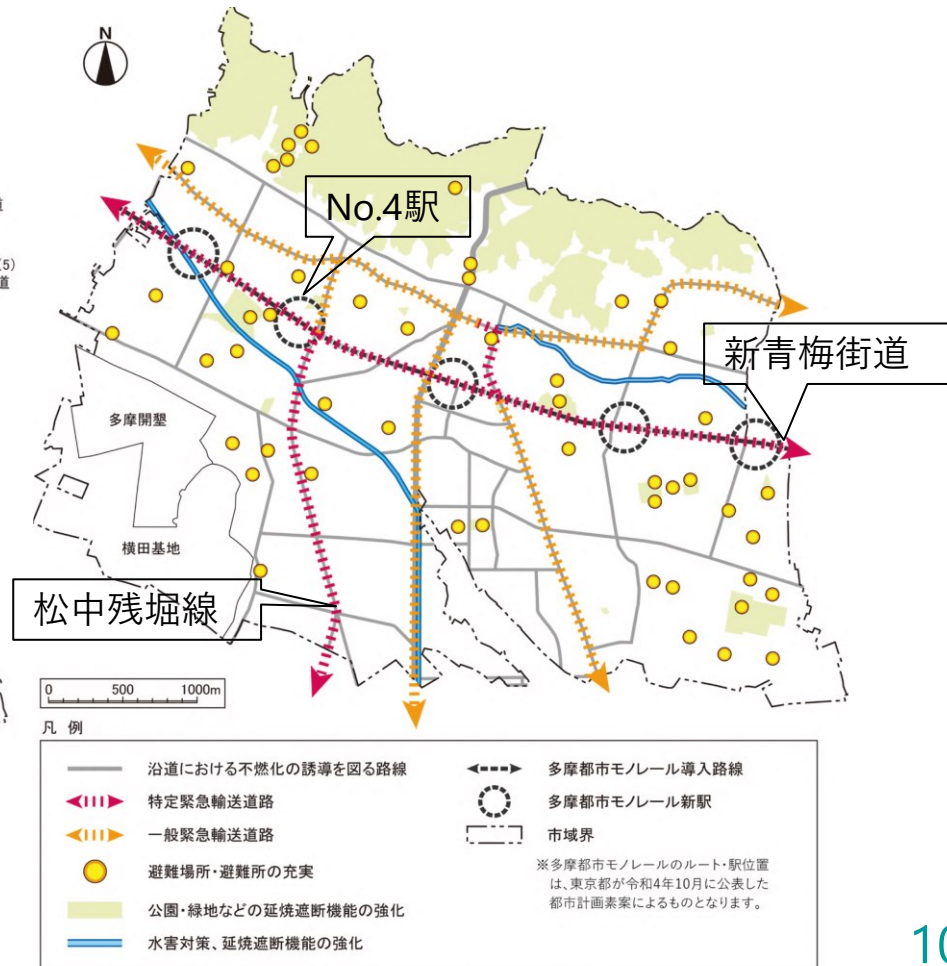 N
道
(5)
道
No.4駅
新青梅街道
多摩開墾
横田基地
松中残堀線
0 500 1000m
凡 例
沿道における不燃化の誘導を図る路線
特定緊急輸送道路
一般緊急輸送道路
避難場所・避難所の充実
公園・緑地などの延焼遮断機能の強化
水害対策、延焼遮断機能の強化
多摩都市モノレール導入路線
多摩都市モノレール新駅
市域界
※多摩都市モノレールのルート・駅位置
は、東京都が令和4年10月に公表した
都市計画素案によるものとなります。
10